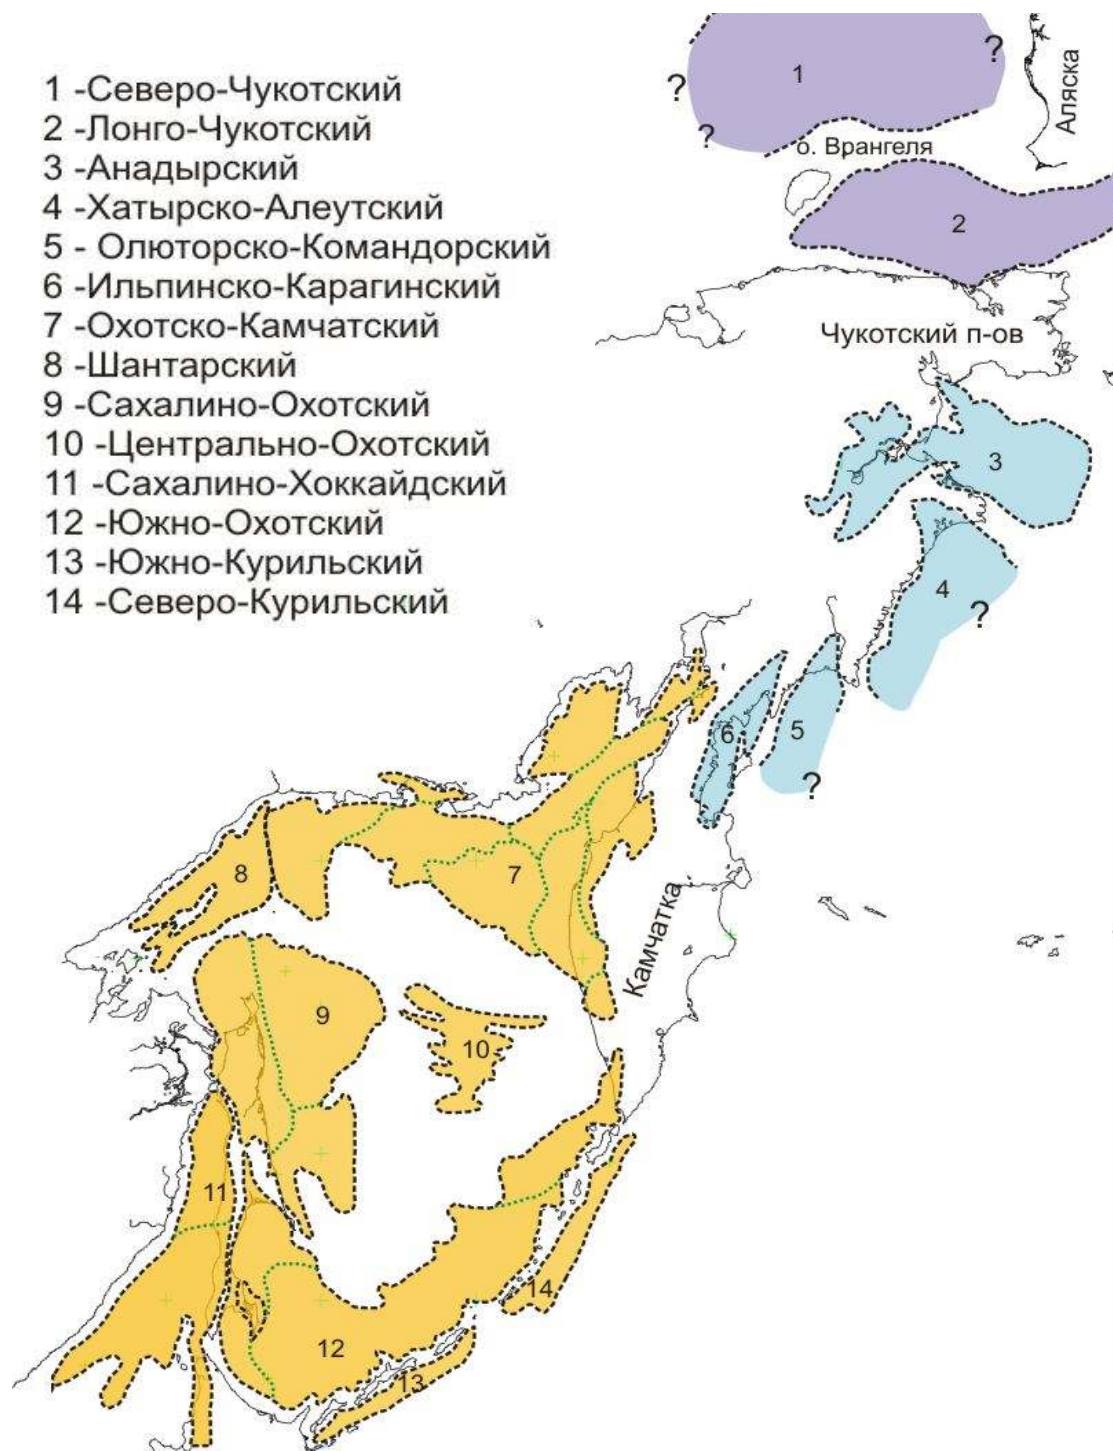 1 -Северо-Чукотский
2 -Лонго-Чукотский
3 -Анадырский
4 -Хатырско-Алеутский
5 - Олюторско-Командорский
6 -Ильпинско-Карагинский
7 -Охотско-Камчатский
8 -Шантарский
9 -Сахалино-Охотский
10 -Центрально-Охотский
11 -Сахалино-Хоккайдский
12 -Южно-Охотский
13 -Южно-Курильский
14 -Северо-Курильский
?
1
?
Аляска
?
о. Врангеля
2
Чукотский п-ов
3
4
?
6
5
?
8
7
Камчатка
9
10
11
14
12
13